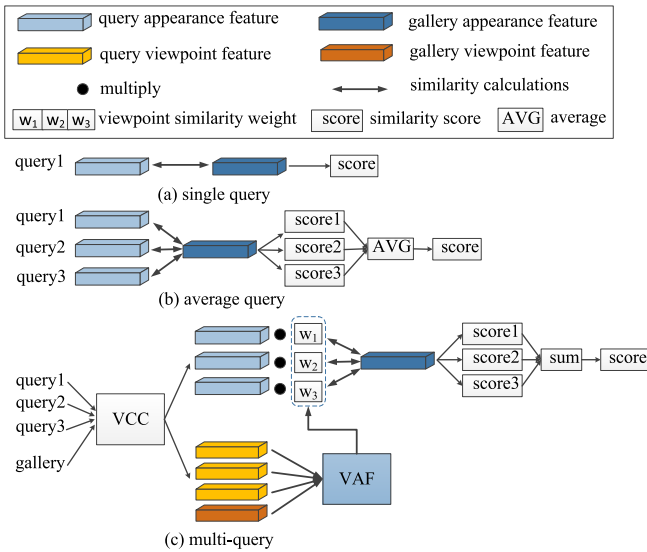 query appearance feature
gallery appearance feature
query viewpoint feature
gallery viewpoint feature
multiply
similarity calculations
w1 w2 w3 viewpoint similarity weight
score similarity score
AVG average
query1
score
(a) single query
query1
query2
query3
score1
score2
score3
AVG
score
(b) average query
query1
query2
query3
gallery
VCC
w1
w2
w3
score1
score2
score3
sum
score
VAF
(c) multi-query